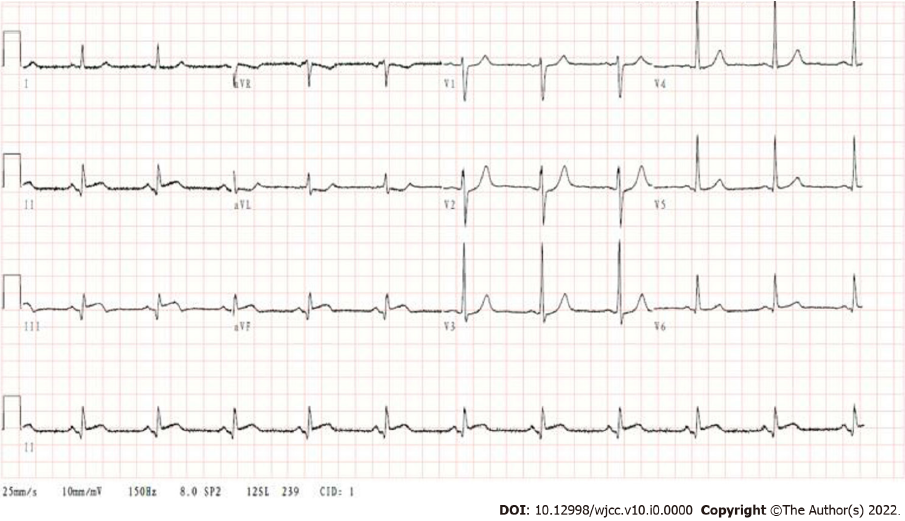 I aVR V1 V4
II aVL V2 V5
III aVF V3 V6
II
25mm/s 10mm/mV 150Hz 8.0 SP2 12SL 239 CID: 1
DOI: 10.12998/wjcc.v10.i0.0000 Copyright ©The Author(s) 2022.